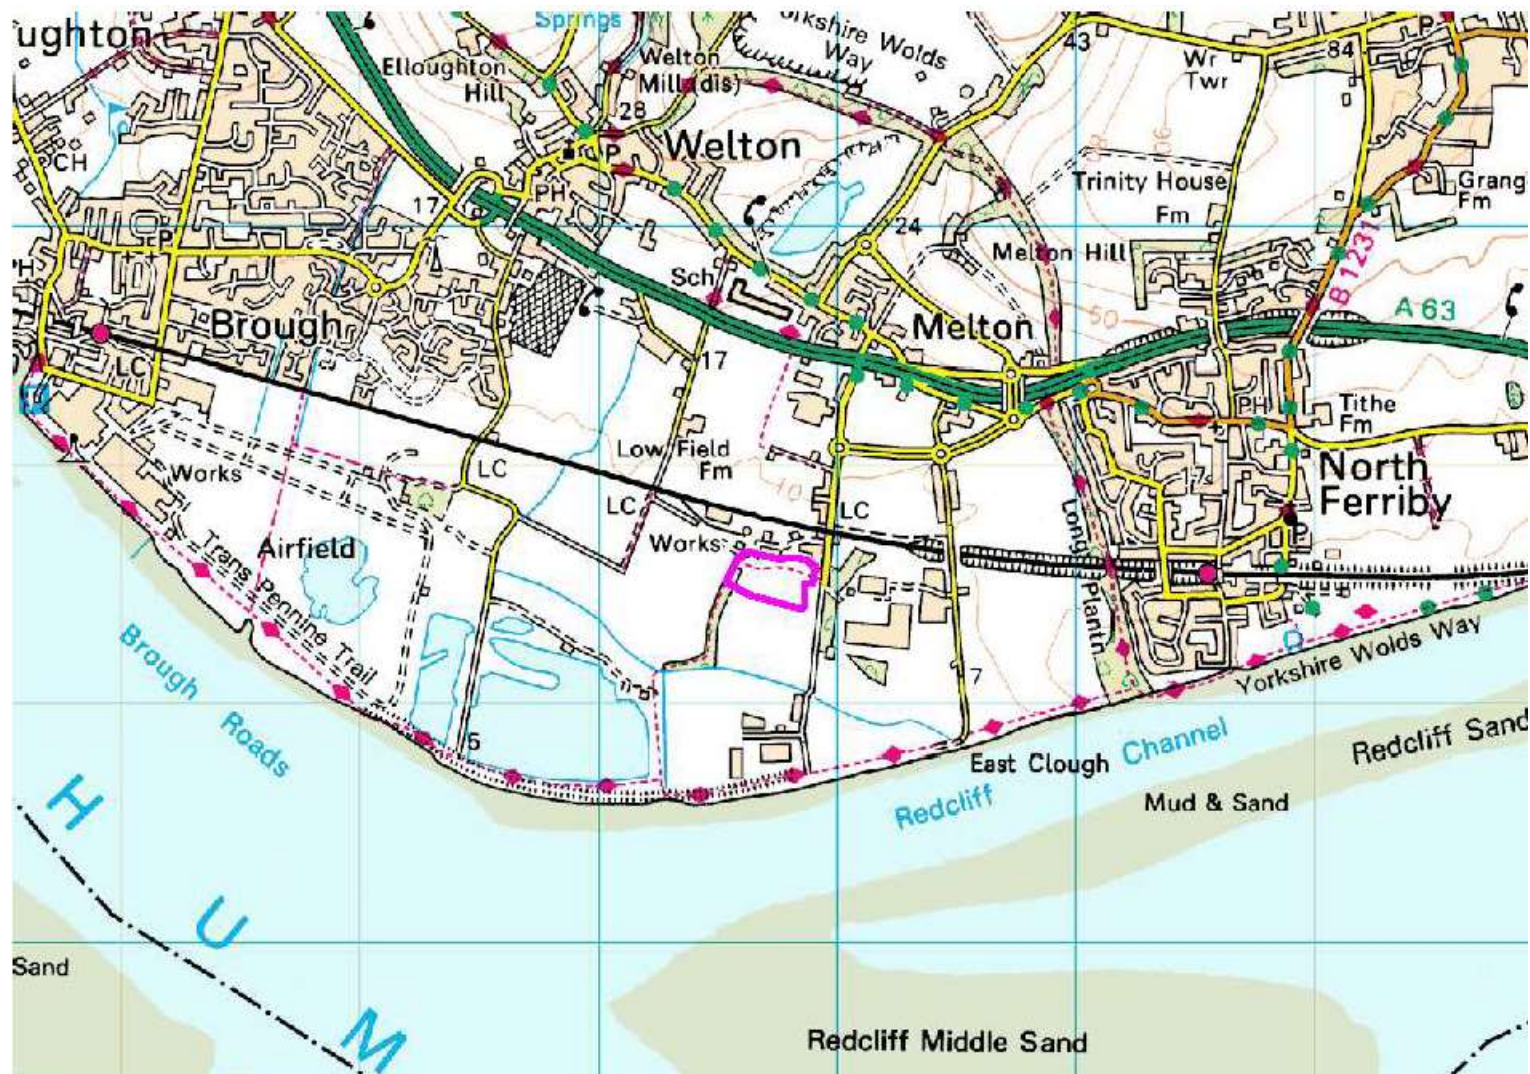 ughton
Springs
Yorkshire Wolds
Way
43
84
P
Elloughton
Hill
Welton
Mill (dis)
Wr
Twr
28
CH
P
Welton
PH
17
Trinity House
Fm
Grang
Fm
24
P
Melton Hill
PH
Sch
B 1231
Brough
Melton
50
A 63
LC
17
PH
Tithe
Fm
Low Field
Fm
Works
LC
10
North
Ferriby
LC
LC
Long Plantn
17
Works
Airfield
Trans Pennine Trail
P
Brough Roads
7
Yorkshire Wolds Way
6
East Clough
Redcliff Channel
Redcliff Sand
Mud & Sand
H
U
M
Sand
Redcliff Middle Sand